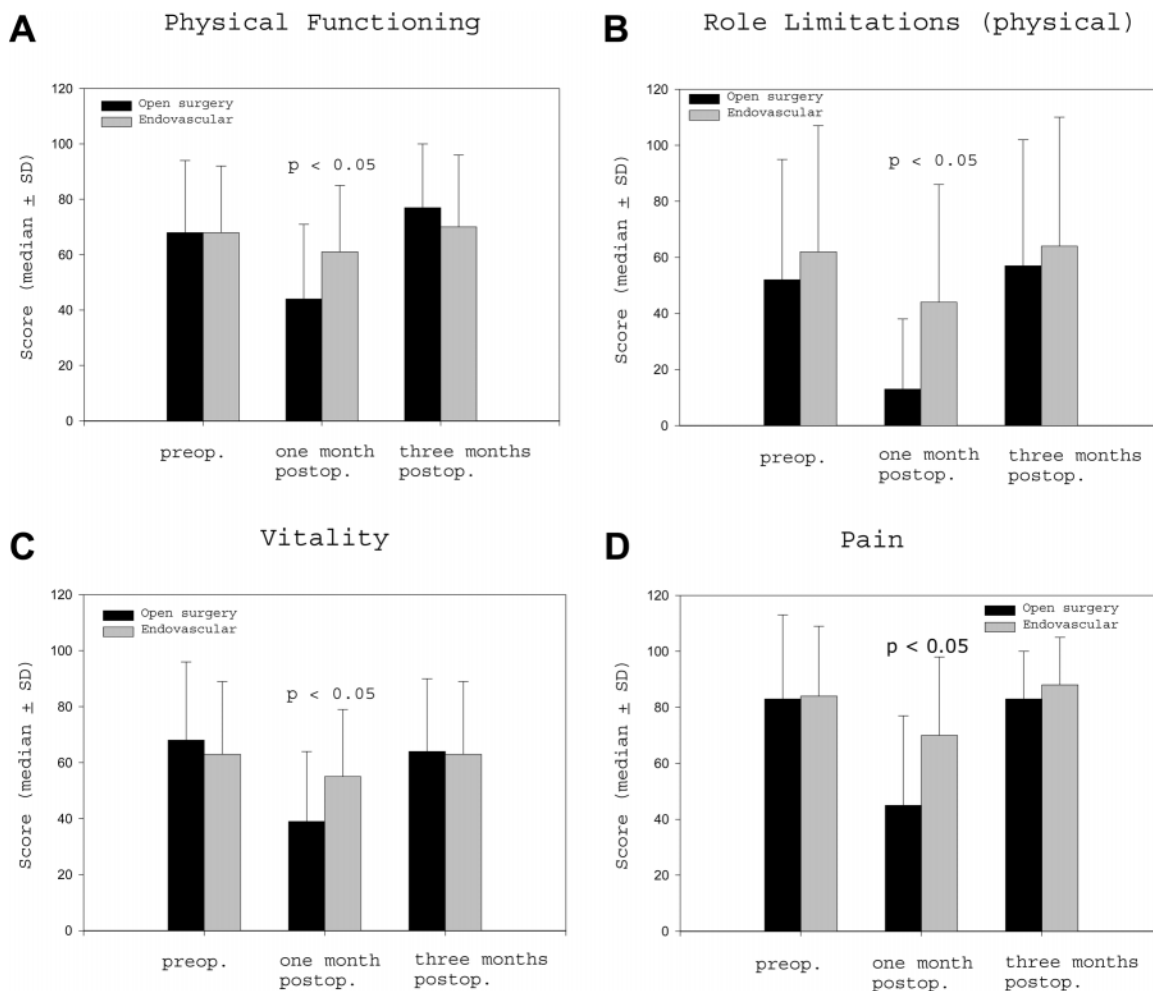 A
Physical Functioning
Score (median ± SD)
120
100
80
60
40
20
0
Open surgery
Endovascular
p < 0.05
preop.
one month
postop.
three months
postop.
B
Role Limitations (physical)
Score (median ± SD)
120
100
80
60
40
20
0
Open surgery
Endovascular
p < 0.05
preop.
one month
postop.
three months
postop.
C
Vitality
Score (median ± SD)
120
100
80
60
40
20
0
Open surgery
Endovascular
p < 0.05
preop.
one month
postop.
three months
postop.
D
Pain
Score (median ± SD)
120
100
80
60
40
20
0
Open surgery
Endovascular
p < 0.05
preop.
one month
postop.
three months
postop.